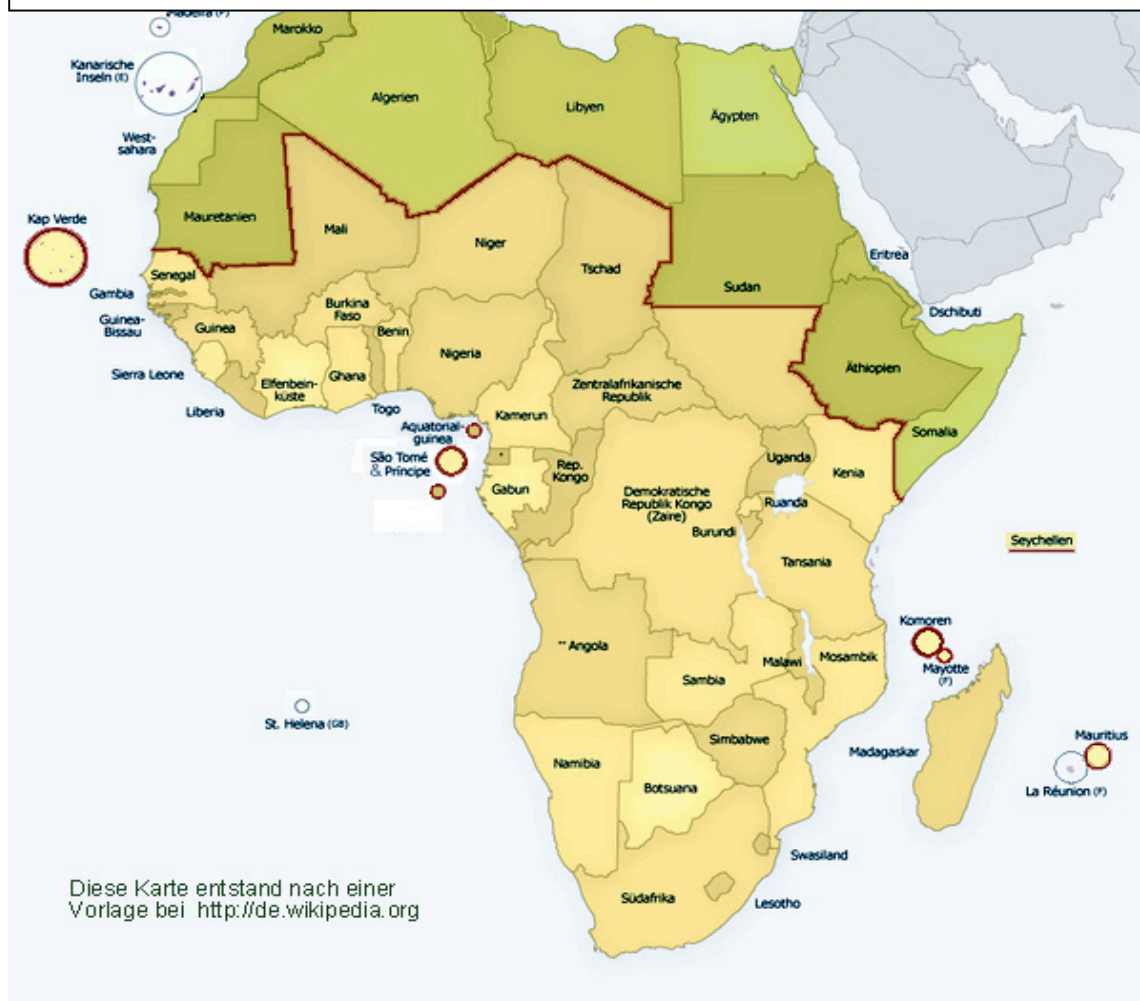 Madeira (P)
Marokko
Kanarische
Inseln (E)
Algerien
Libyen
Ägypten
West-
sahara
Mauretanien
Kap Verde
Mali
Niger
Tschad
Sudan
Eritrea
Senegal
Gambia
Guinea-
Bissau
Guinea
Burkina
Faso
Benin
Dschibuti
Nigeria
Sierra Leone
Elfenbein-
küste
Ghana
Äthiopien
Zentralafrikanische
Republik
Liberia
Togo
Kamerun
Somalia
Aquatorial-
guinea
São Tomé
& Príncipe
Rep.
Kongo
Gabun
Uganda
Kenia
Demokratische
Republik Kongo
(Zaire)
Ruanda
Burundi
Seychellen
Tansania
Komoren
Mayotte
(F)
Angola
Malawi
Mosambik
Sambia
St. Helena (GB)
Simbabwe
Madagaskar
Mauritius
La Réunion (F)
Namibia
Botsuana
Swasiland
Südafrika
Lesotho
Diese Karte entstand nach einer
Vorlage bei http://de.wikipedia.org